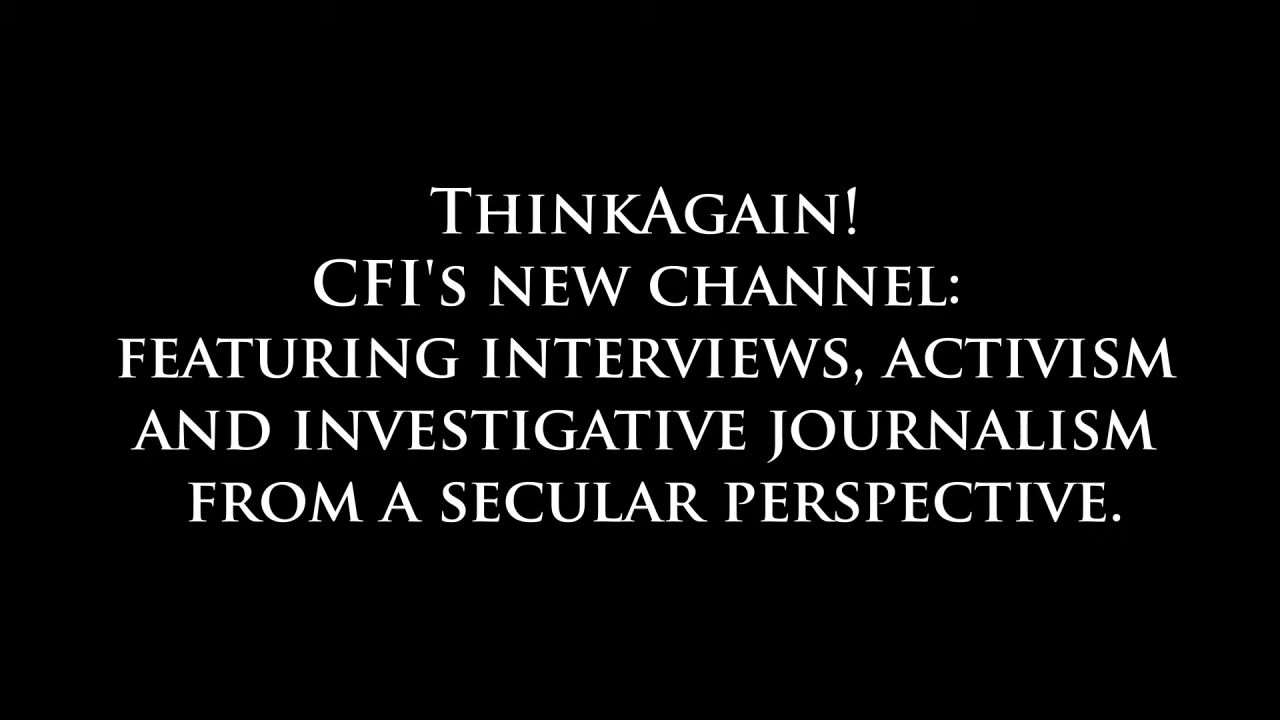 ThinkAgain!
CFI's new channel:
featuring interviews, activism
and investigative journalism
from a secular perspective.